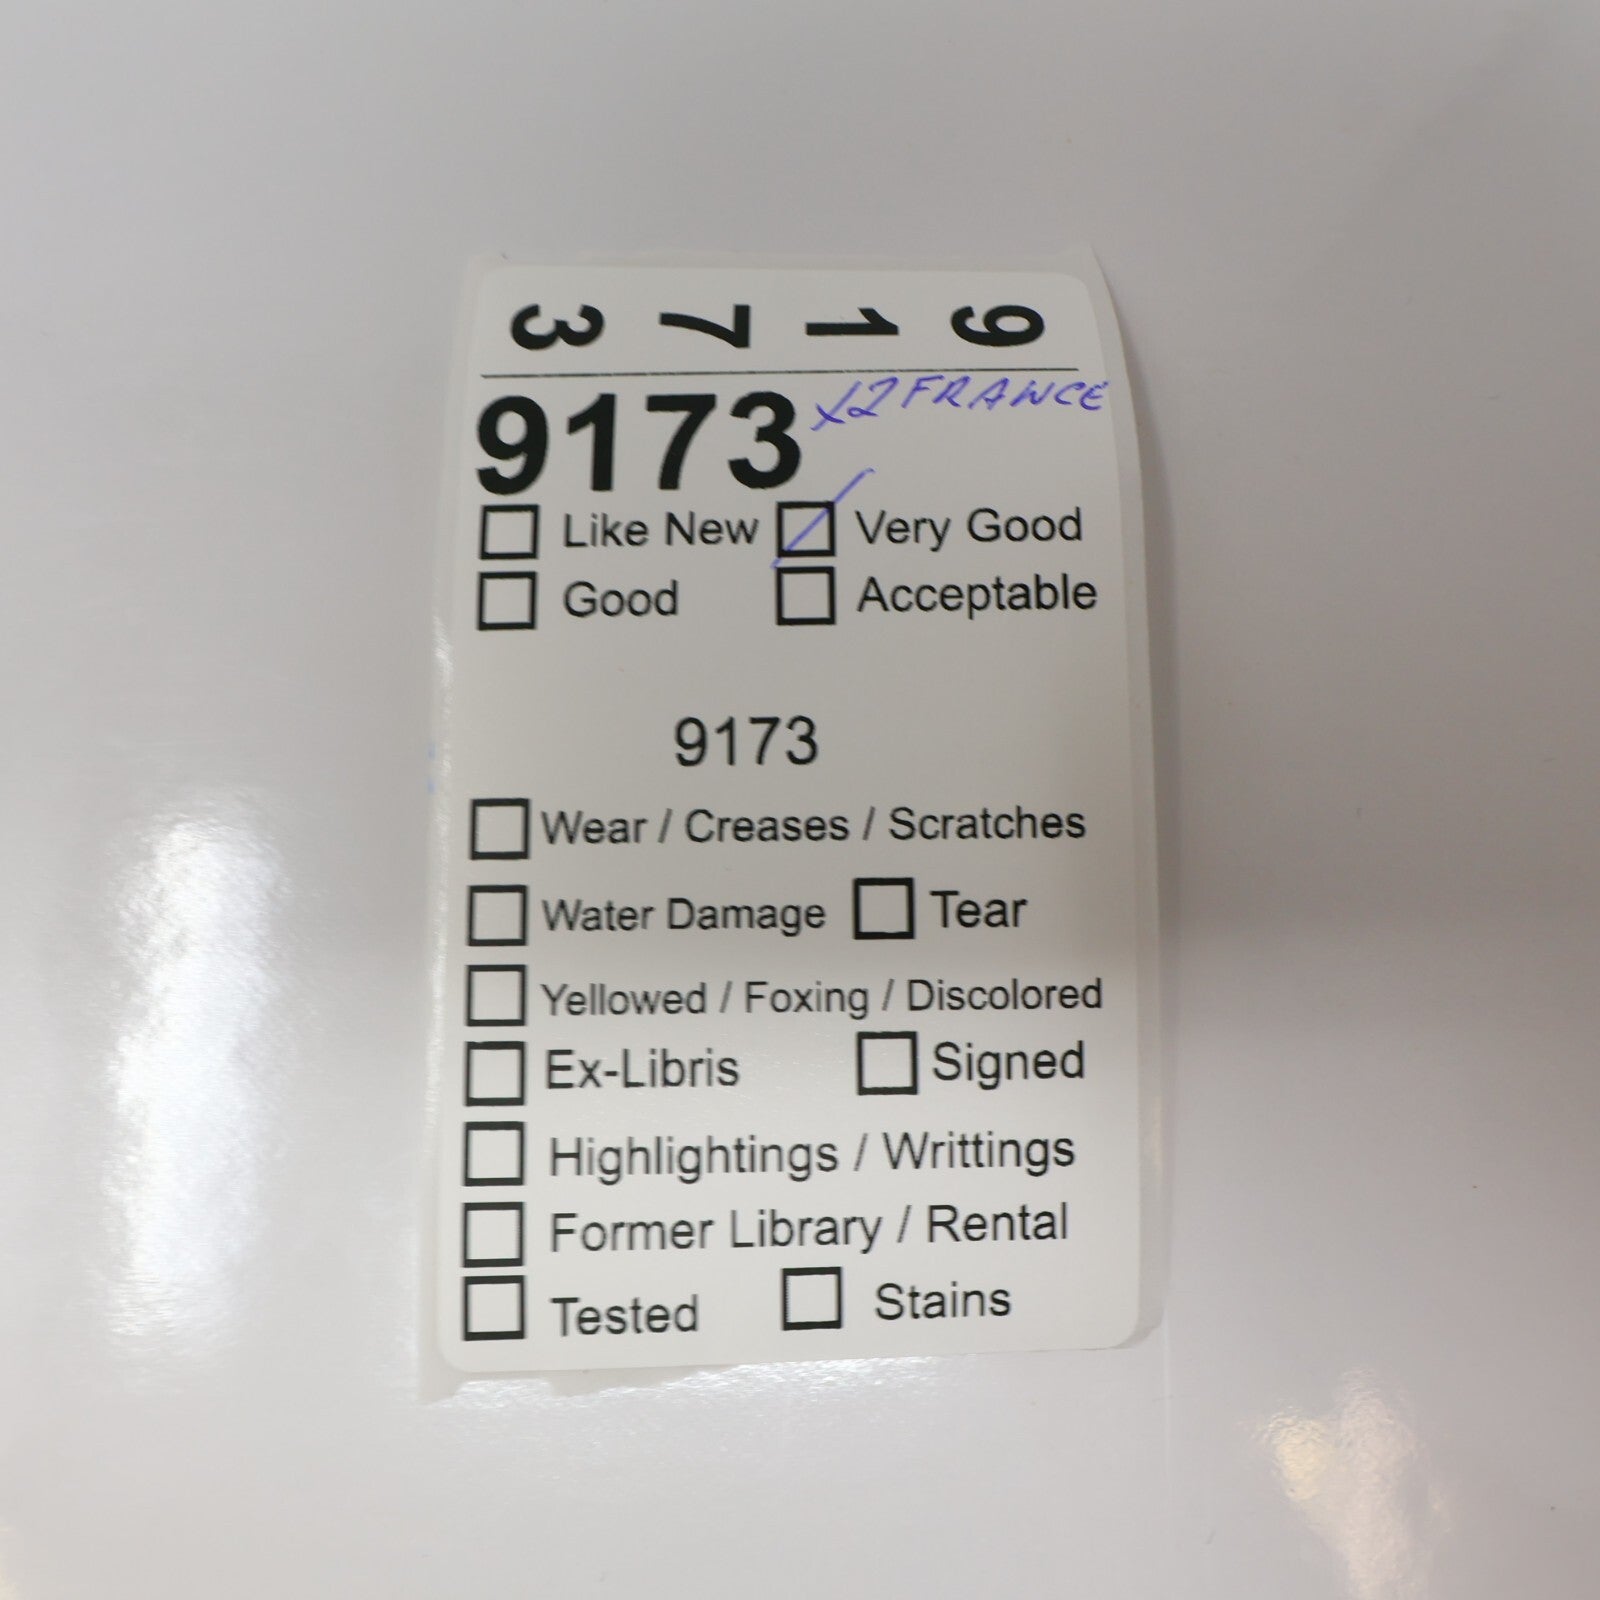 9 1 7 3
9173 x2 FRANCE
Like New Very Good
Good Acceptable
9173
Wear / Creases / Scratches
Water Damage Tear
Yellowed / Foxing / Discolored
Ex-Libris Signed
Highlightings / Writtings
Former Library / Rental
Tested Stains